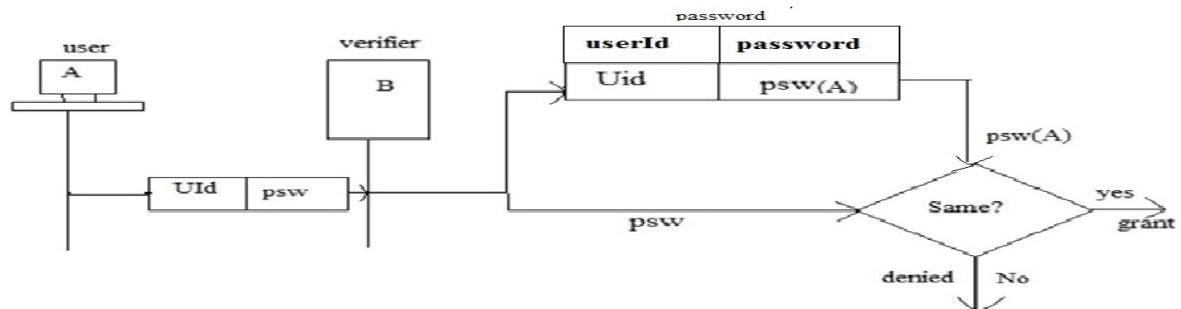 password
user
verifier
userId password
A
B
Uid psw(A)
psw(A)
UId psw
yes
Same?
psw
grant
denied No